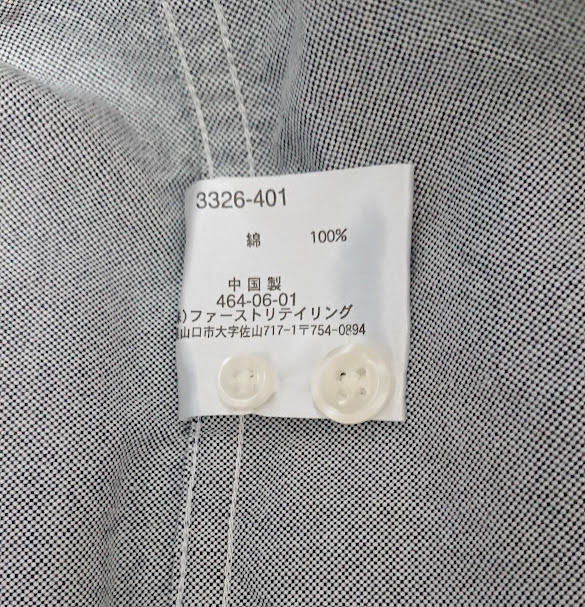 3326-401
綿 100%
中国製
464-06-01
)ファーストリテイリング
山口市大字佐山717-1〒754-0894